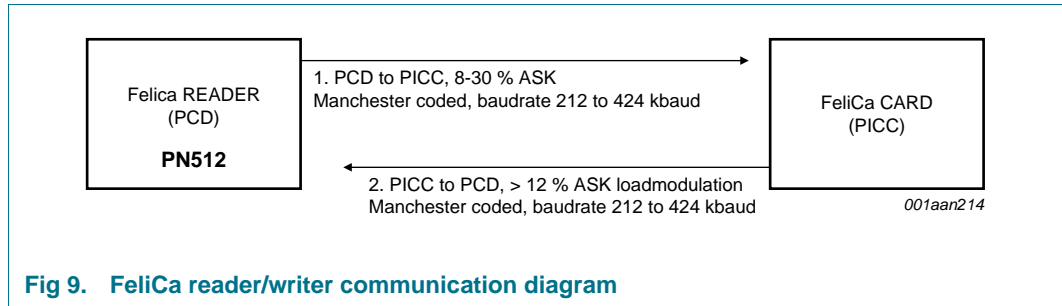 Felica READER
(PCD)
PN512
1. PCD to PICC, 8-30 % ASK
Manchester coded, baudrate 212 to 424 kbaud
FeliCa CARD
(PICC)
2. PICC to PCD, > 12 % ASK loadmodulation
Manchester coded, baudrate 212 to 424 kbaud
001aan214
Fig 9. FeliCa reader/writer communication diagram